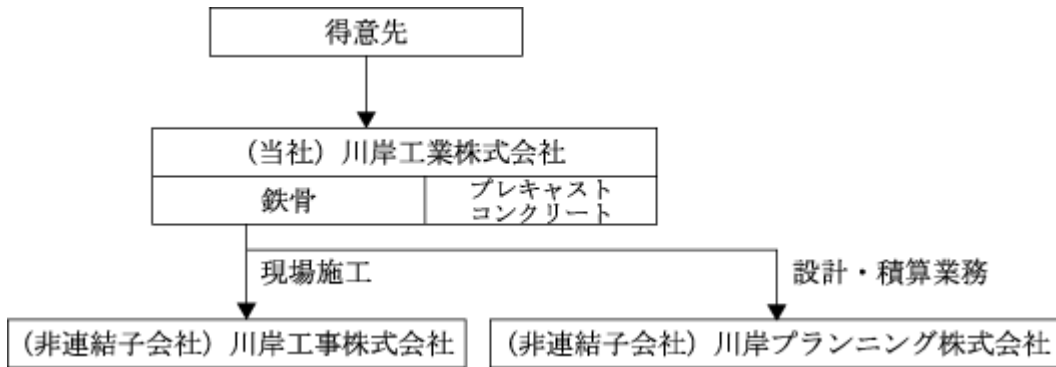 得意先
(当社) 川岸工業株式会社
鉄骨
プレキャスト
コンクリート
現場施工
設計・積算業務
(非連結子会社) 川岸工事株式会社
(非連結子会社) 川岸プランニング株式会社